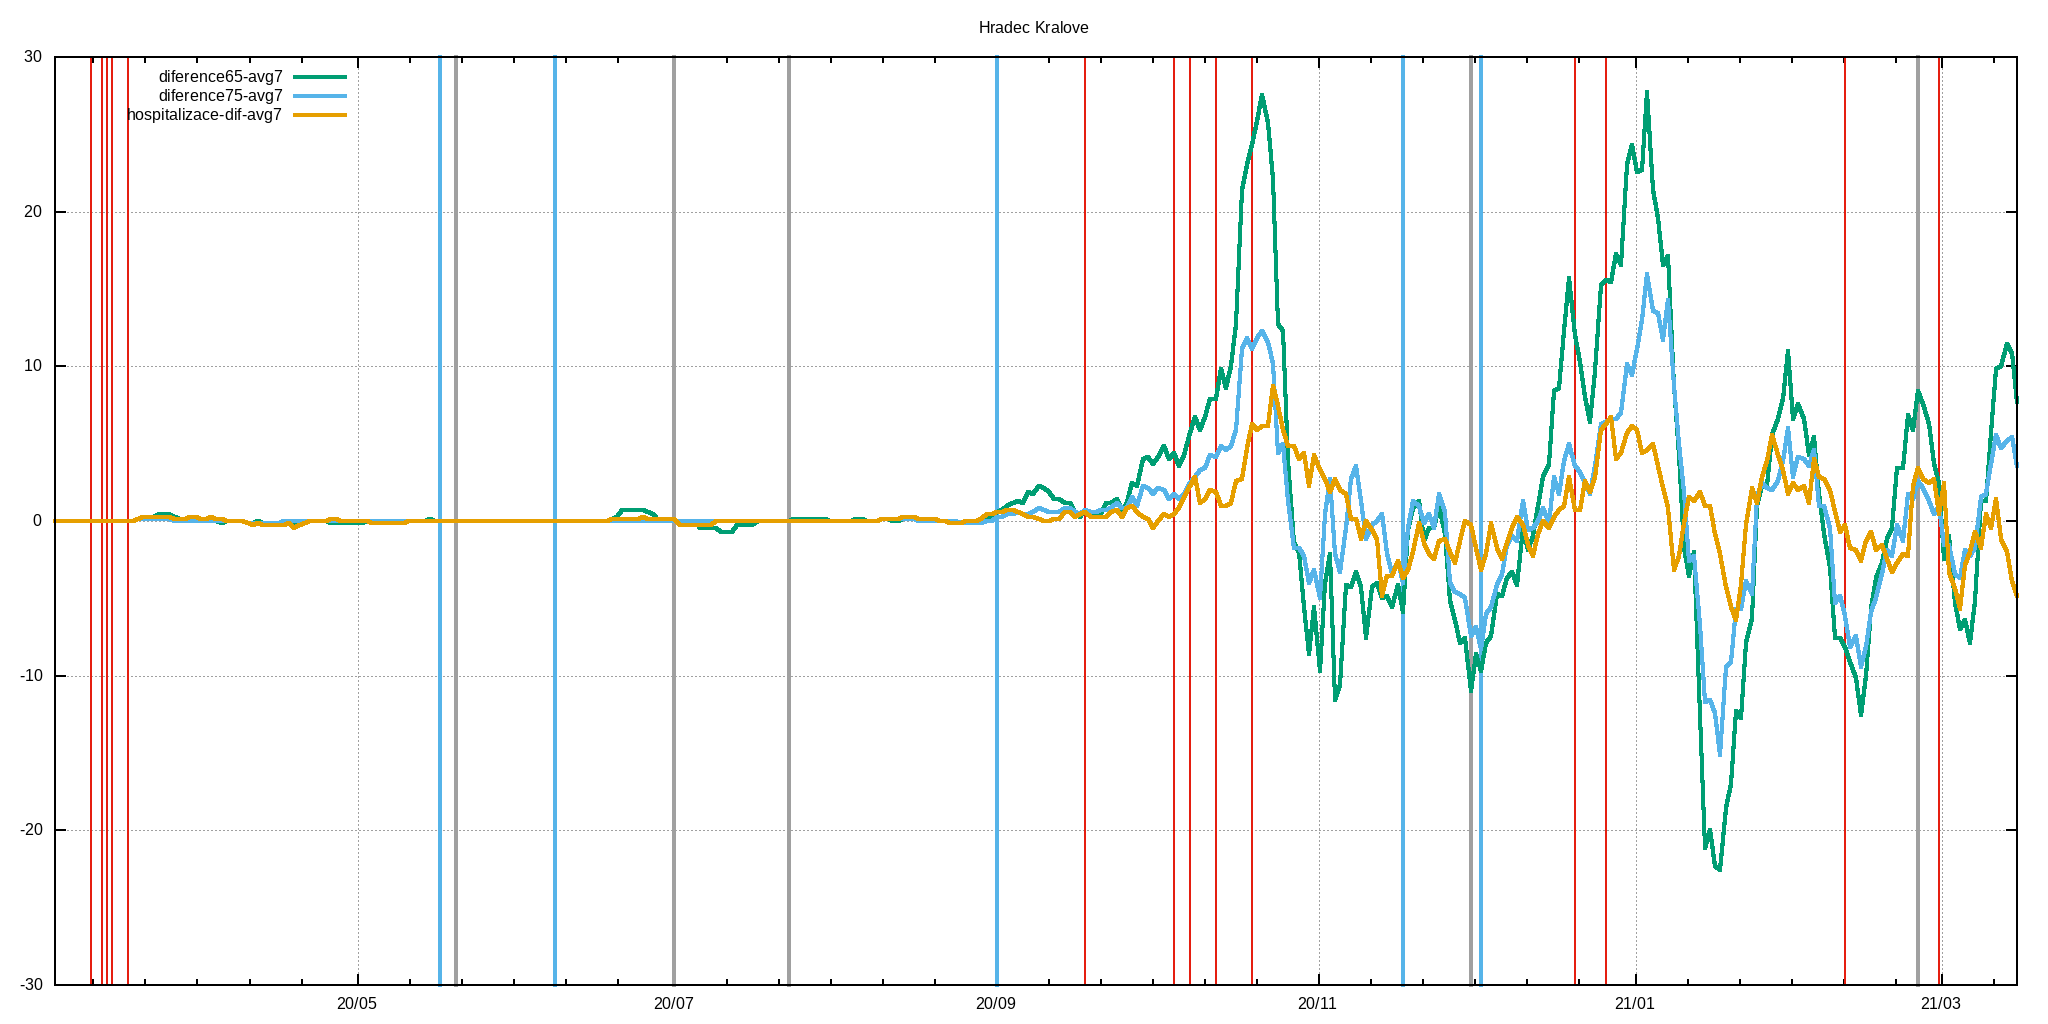 Hradec Kralove
30
diference65-avg7
diference75-avg7
hospitalizace-dif-avg7
20
10
0
-10
-20
-30
20/05 20/07 20/09 20/11 21/01 21/03